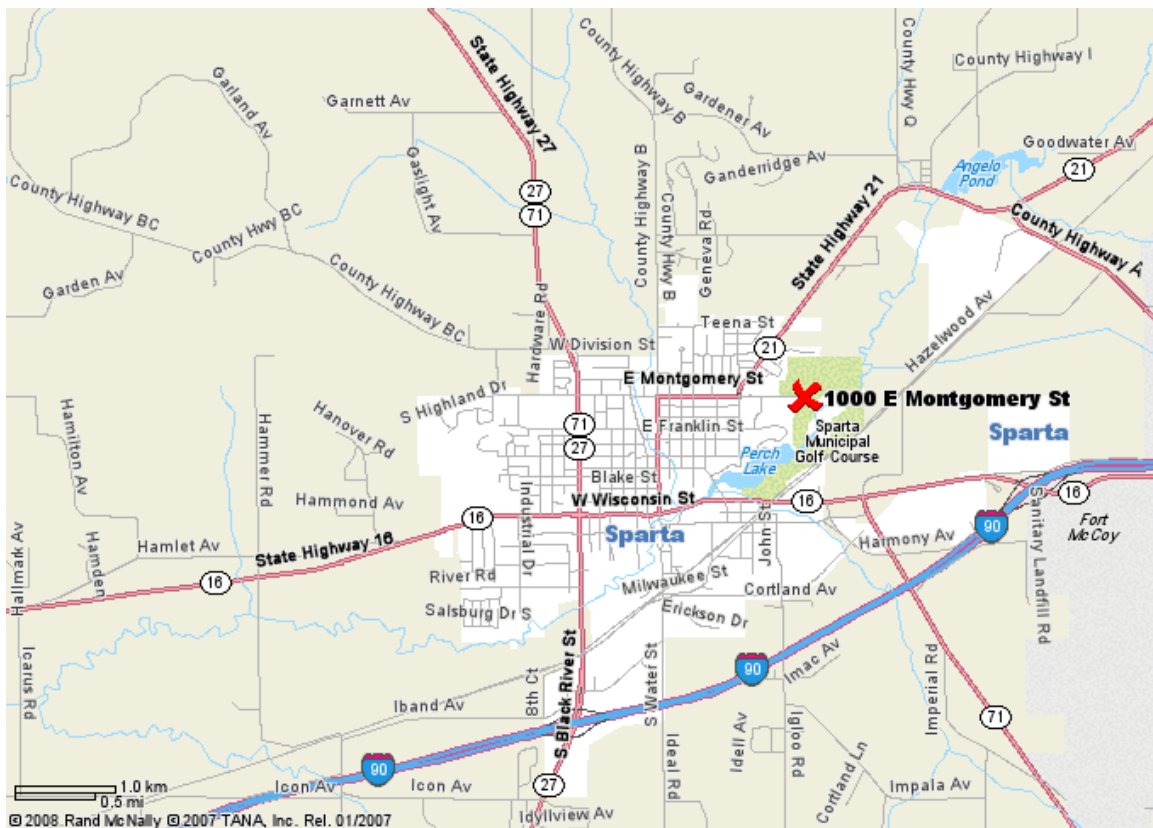 State Highway 27
County Highway B
County Hwy Q
County Highway I
Garland Av
Garnett Av
Gardener Av
Gaslight Av
Ganderridge Av
Goodwater Av
Angelo
Pond
21
27
71
County Highway BC
County Hwy BC
County Highway B
County Hwy B
Geneva Rd
State Highway 21
County Highway A
Garden Av
County Highway BC
Hardware Rd
Teena St
Hazelwood Av
W Division St
21
E Montgomery St
S Highland Dr
1000 E Montgomery St
Hamilton Av
Hammer Rd
Hanover Rd
71
27
E Franklin St
Sparta
Municipal
Golf Course
Sparta
Perch
Lake
Blake St
Hammond Av
Industrial Dr
W Wisconsin St
16
16
16
Sanitary Landfill Rd
Fort
McCoy
90
John St
Hallmark Av
Hamden
Hamlet Av
State Highway 16
Sparta
Harmony Av
16
River Rd
Milwaukee St
Cortland Av
Salsburg Dr S
Erickson Dr
Icarus Rd
8th Ct
S Black River St
S Water St
90
Imac Av
Imperial Rd
Iband Av
71
Idell Av
Igloo Rd
Cortland Ln
Ideal Rd
90
Icon Av
Icon Av
27
Impala Av
1.0 km
0.5 mi
Idyllview Av
© 2008 Rand McNally © 2007 TANA, Inc. Rel. 01/2007